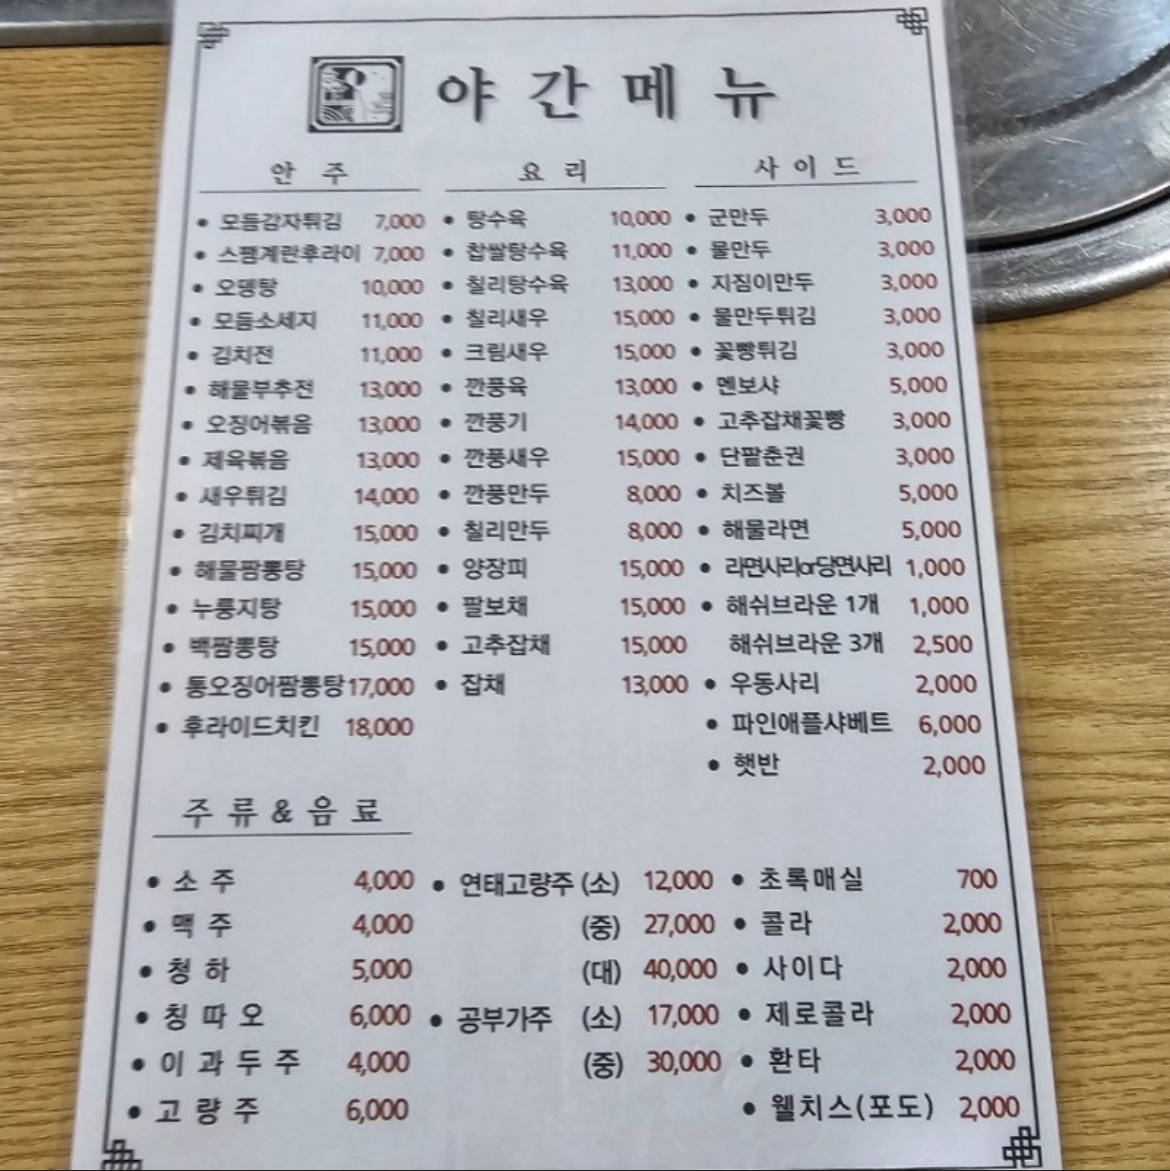 야간메뉴
안주
모듬감자튀김 7,000
스팸계란후라이 7,000
오뎅탕 10,000
모듬소세지 11,000
김치전 11,000
해물부추전 13,000
오징어볶음 13,000
제육볶음 13,000
새우튀김 14,000
김치찌개 15,000
해물짬뽕탕 15,000
누룽지탕 15,000
백짬뽕탕 15,000
통오징어짬뽕탕 17,000
후라이드치킨 18,000
요리
탕수육 10,000
찹쌀탕수육 11,000
칠리탕수육 13,000
칠리새우 15,000
크림새우 15,000
깐풍육 13,000
깐풍기 14,000
깐풍새우 15,000
깐풍만두 8,000
칠리만두 8,000
양장피 15,000
팔보채 15,000
고추잡채 15,000
잡채 13,000
사이드
군만두 3,000
물만두 3,000
지짐이만두 3,000
물만두튀김 3,000
꽃빵튀김 3,000
멘보샤 5,000
고추잡채꽃빵 3,000
단팥춘권 3,000
치즈볼 5,000
해물라면 5,000
라면사리or당면사리 1,000
해쉬브라운 1개 1,000
해쉬브라운 3개 2,500
우동사리 2,000
파인애플샤베트 6,000
햇반 2,000
주류&음료
소주 4,000
맥주 4,000
청하 5,000
칭따오 6,000
이과두주 4,000
고량주 6,000
연태고량주 (소) 12,000
(중) 27,000
(대) 40,000
공부가주 (소) 17,000
(중) 30,000
초록매실 700
콜라 2,000
사이다 2,000
제로콜라 2,000
환타 2,000
웰치스(포도) 2,000